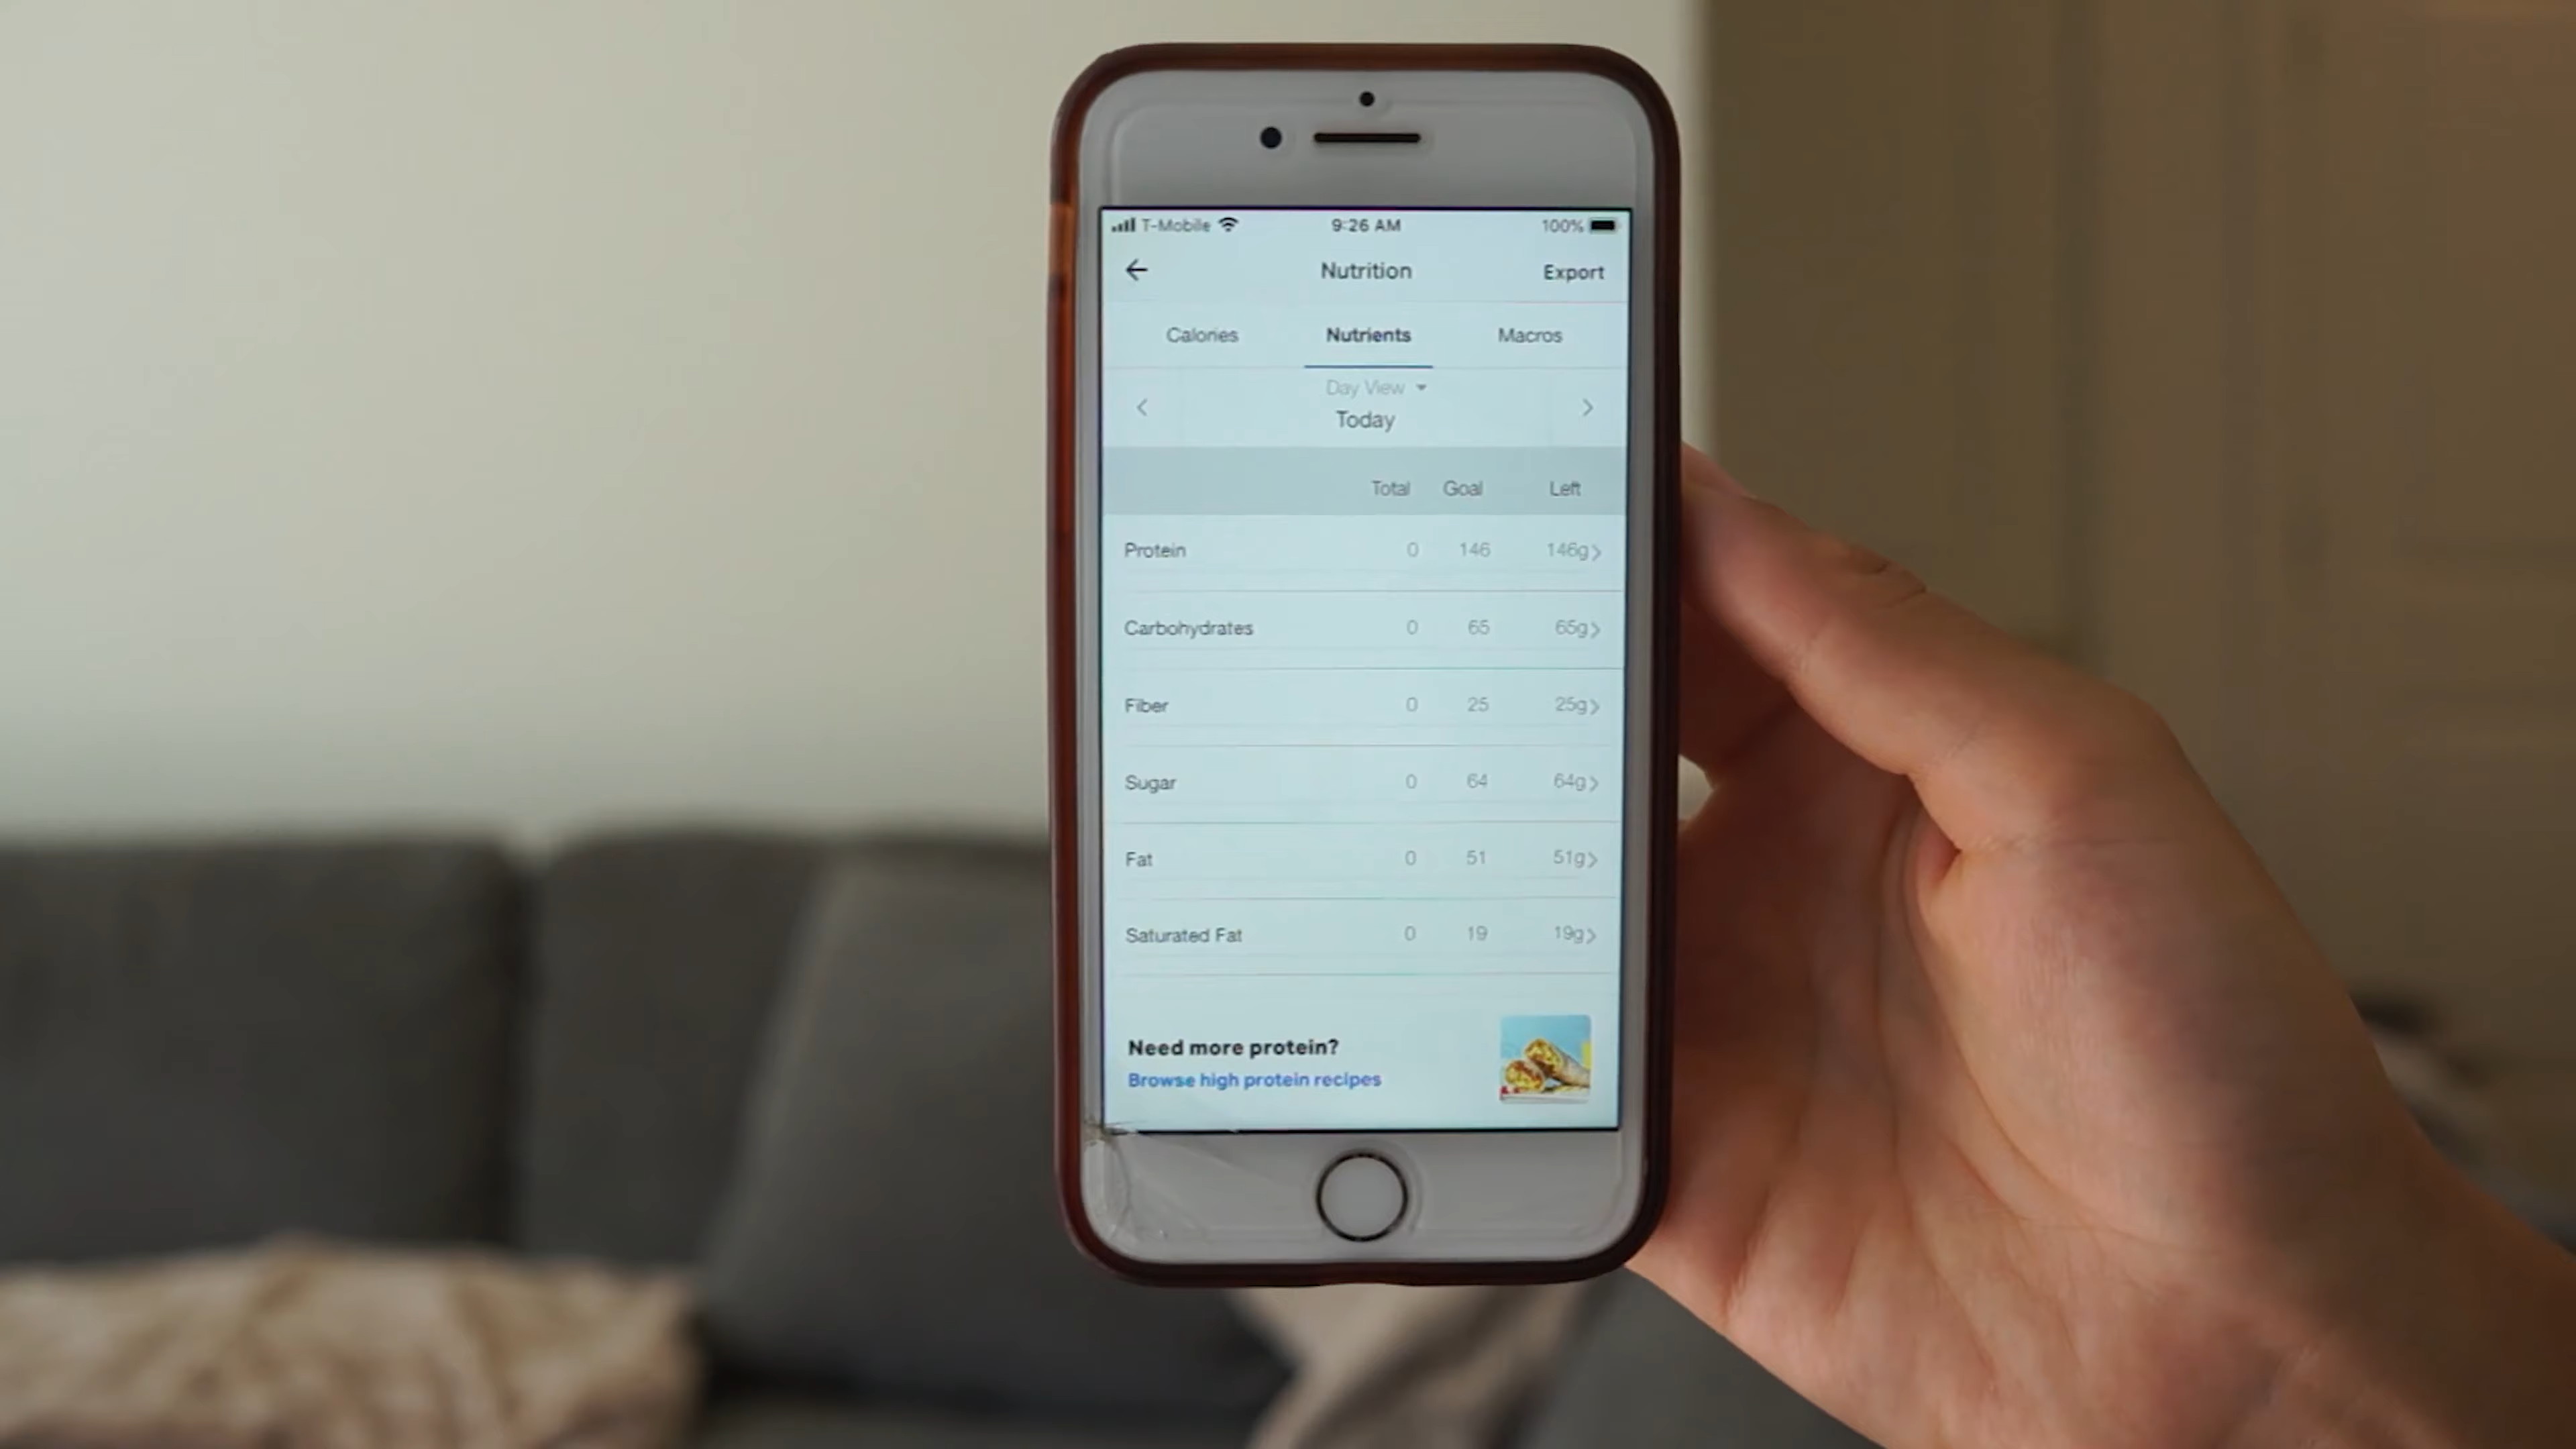 T-Mobile 9:26 AM 100%
Nutrition Export
Calories Nutrients Macros
Day View
Today
Total Goal Left
Protein 0 146 146g
Carbohydrates 0 65 65g
Fiber 0 25 25g
Sugar 0 64 64g
Fat 0 51 51g
Saturated Fat 0 19 19g
Need more protein?
Browse high protein recipes